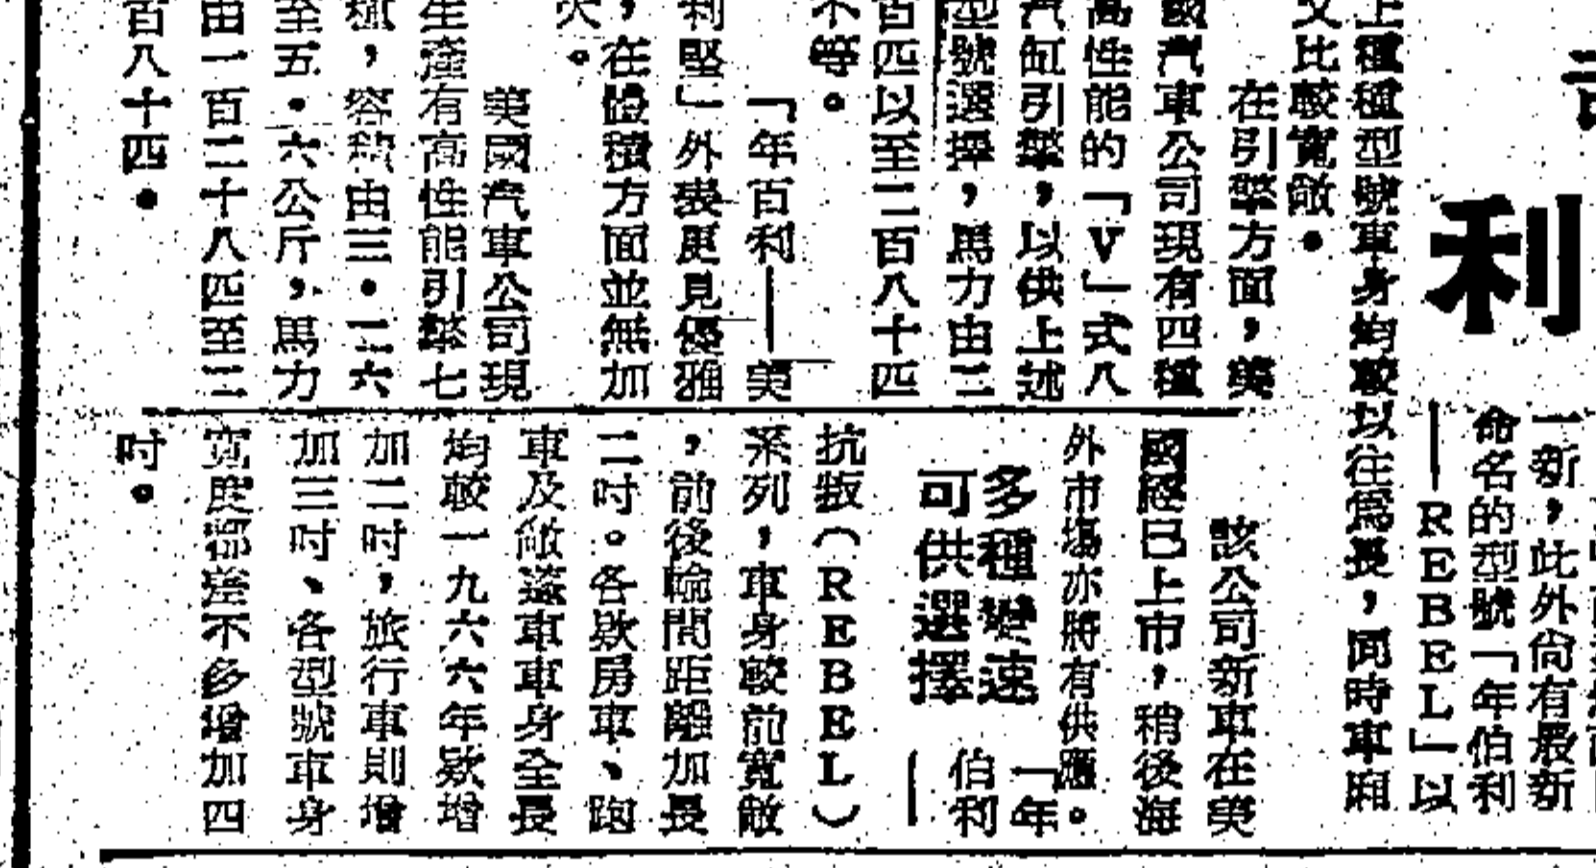 利
一新，此外尙有最新
命名的型號「年伯利
——REBEL」以
上種種型號車身均較以往爲長，同時車廂
又比較寬敞．
在引擎方面，美
國汽車公司現有四種
高性能的「V」式八
汽缸引擎，以供上述
型號選擇，馬力由二
百匹以至二百八十匹
不等。
「年百利——美
利堅」外表更見優雅
，在體積方面並無加
大。
美國汽車公司現
生產有高性能引擎七
種，容積由三．二六
至五．六公斤，馬力
由一百二十八匹至二
百八十匹．
該公司新車在美
國經已上市，稍後海
外市場亦將有供應。
多種變速
可供選擇
「年
伯利
——
抗扳（REBEL）
系列，車身較前寬敞
，前後輪間距離加長
二吋。各欵房車、跑
車及敞篷車車身全長
均較一九六六年欵增
加二吋，旅行車則增
加三吋、各型號車身
寬度都差不多增加四
吋。